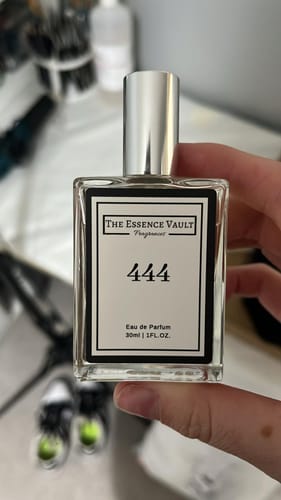 THE ESSENCE VAULT
Fragrances
444
Eau de Parfum
30ml | 1FL.OZ.